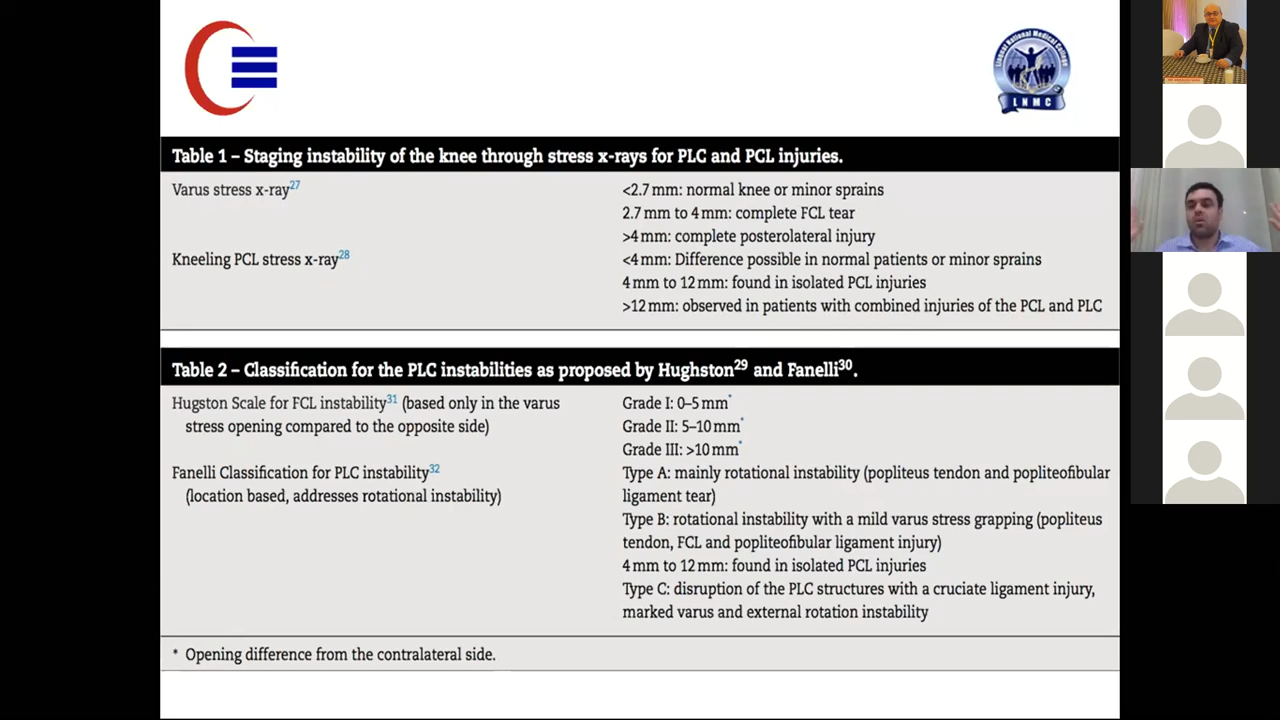 Liaquat National Medical College
LNMC
Table 1 – Staging instability of the knee through stress x-rays for PLC and PCL injuries.
Varus stress x-ray27
<2.7 mm: normal knee or minor sprains
2.7 mm to 4 mm: complete FCL tear
>4 mm: complete posterolateral injury
Kneeling PCL stress x-ray28
<4 mm: Difference possible in normal patients or minor sprains
4 mm to 12 mm: found in isolated PCL injuries
>12 mm: observed in patients with combined injuries of the PCL and PLC
Table 2 – Classification for the PLC instabilities as proposed by Hughston29 and Fanelli30.
Hugston Scale for FCL instability31 (based only in the varus
stress opening compared to the opposite side)
Grade I: 0–5 mm*
Grade II: 5–10 mm*
Grade III: >10 mm*
Fanelli Classification for PLC instability32
(location based, addresses rotational instability)
Type A: mainly rotational instability (popliteus tendon and popliteofibular
ligament tear)
Type B: rotational instability with a mild varus stress grapping (popliteus
tendon, FCL and popliteofibular ligament injury)
4 mm to 12 mm: found in isolated PCL injuries
Type C: disruption of the PLC structures with a cruciate ligament injury,
marked varus and external rotation instability
* Opening difference from the contralateral side.